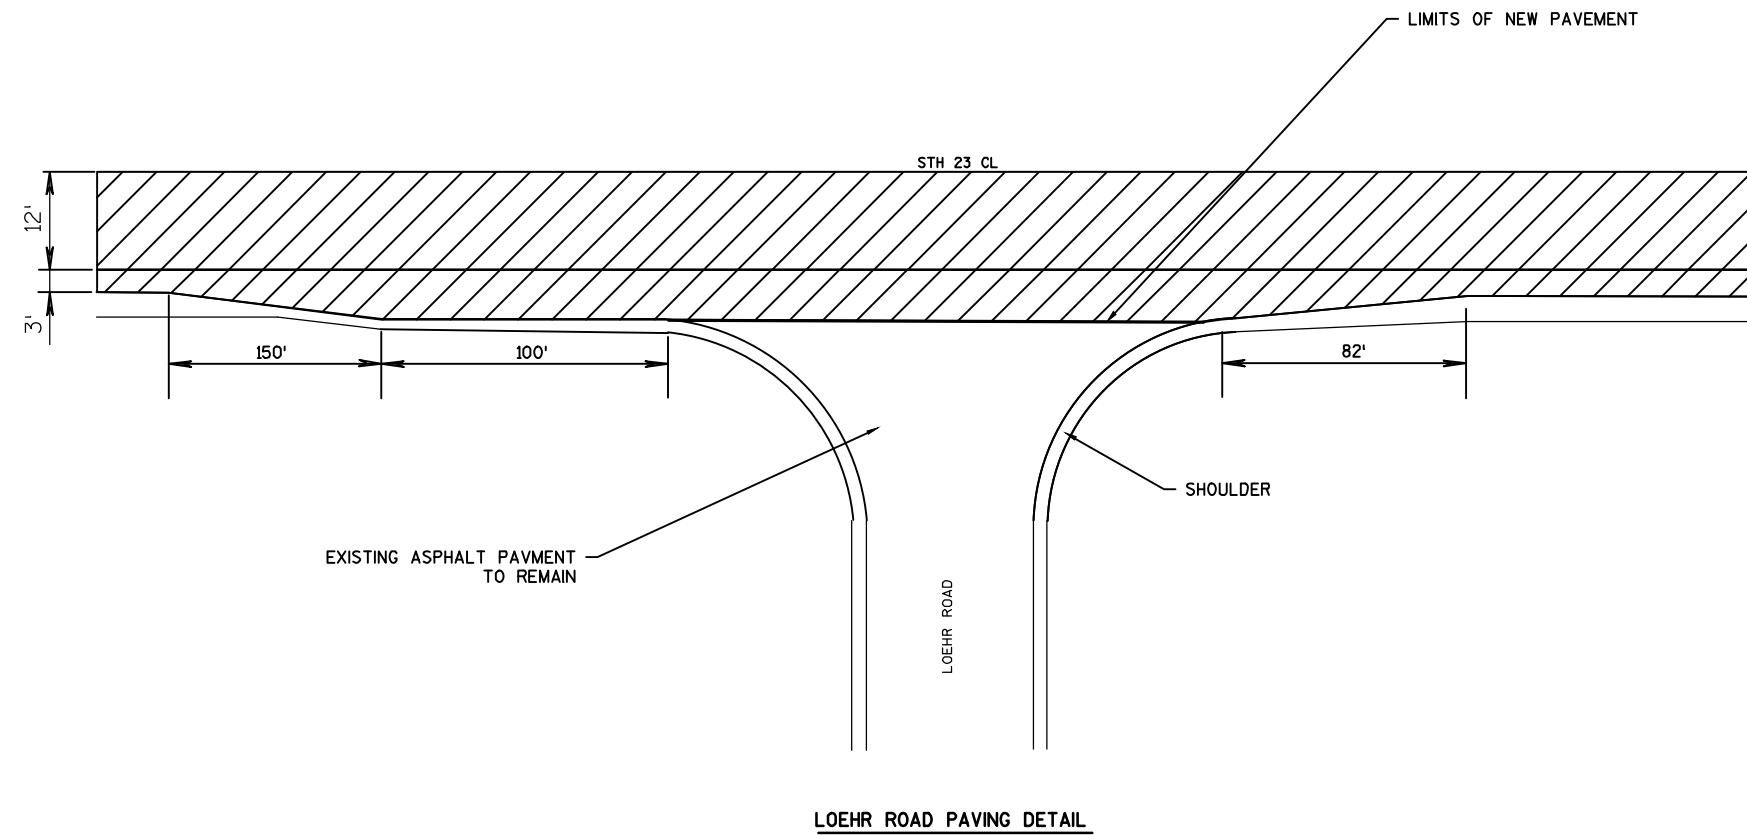 LIMITS OF NEW PAVEMENT
STH 23 CL
12'
3'
150'
100'
82'
SHOULDER
EXISTING ASPHALT PAVMENT
TO REMAIN
LOEHR ROAD
LOEHR ROAD PAVING DETAIL